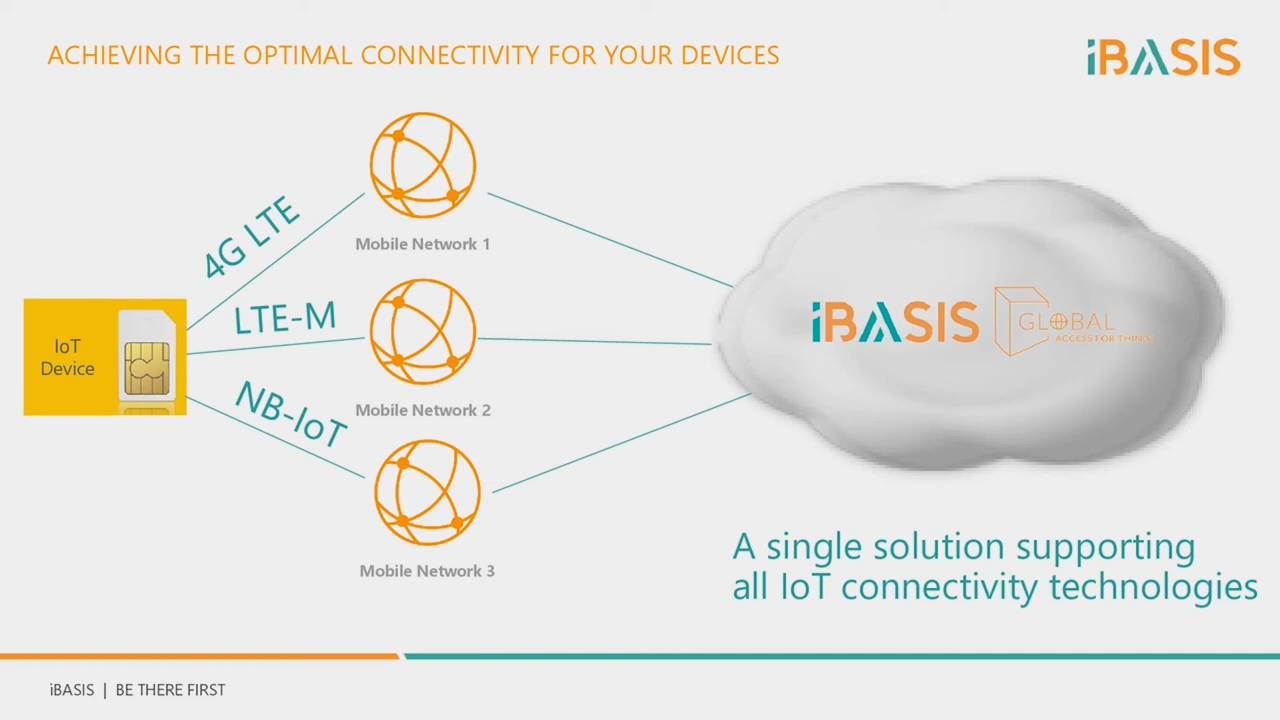 ACHIEVING THE OPTIMAL CONNECTIVITY FOR YOUR DEVICES
iBASIS
4G LTE
Mobile Network 1
LTE-M
IoT
Device
Mobile Network 2
NB-IoT
Mobile Network 3
iBASIS
GLOBAL
ACCESS FOR THINGS
A single solution supporting
all IoT connectivity technologies
iBASIS | BE THERE FIRST